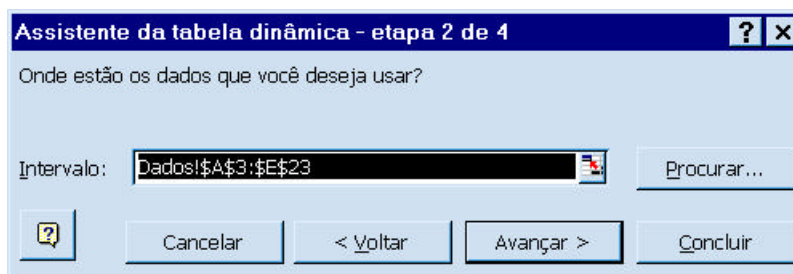 Assistente da tabela dinâmica - etapa 2 de 4
Onde estão os dados que você deseja usar?
Intervalo: Dados!$A$3:$E$23 Procurar...
Cancelar < Voltar Avançar > Concluir